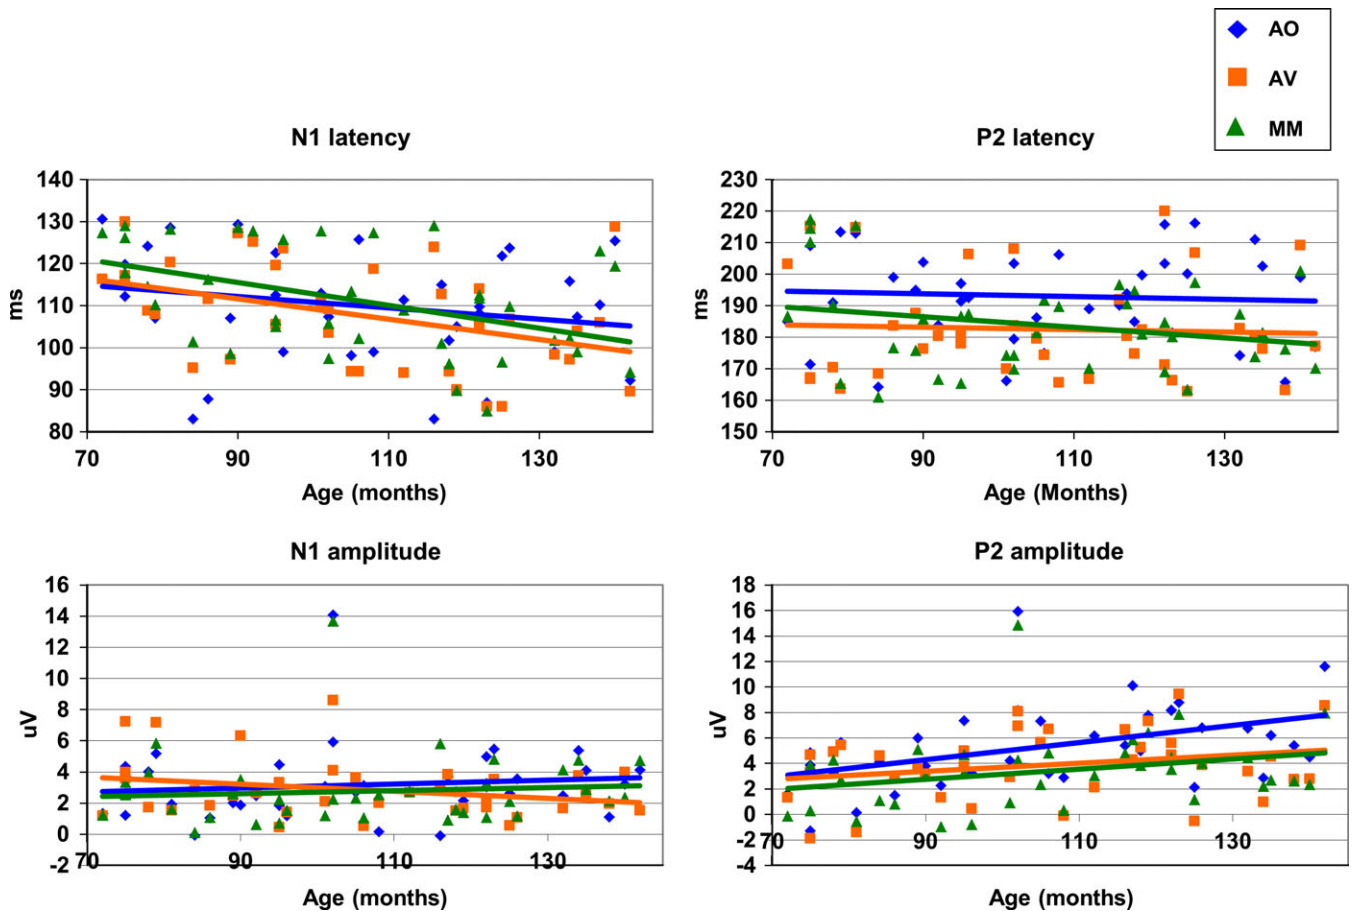 AO
AV
MM
N1 latency
140
130
120
110
100
90
80
ms
70 90 110 130
Age (months)
P2 latency
230
220
210
200
190
180
170
160
150
ms
70 90 110 130
Age (Months)
N1 amplitude
16
14
12
10
8
6
4
2
0
-2
uV
70 90 110 130
Age (months)
P2 amplitude
18
16
14
12
10
8
6
4
2
0
-2
-4
uV
70 90 110 130
Age (months)